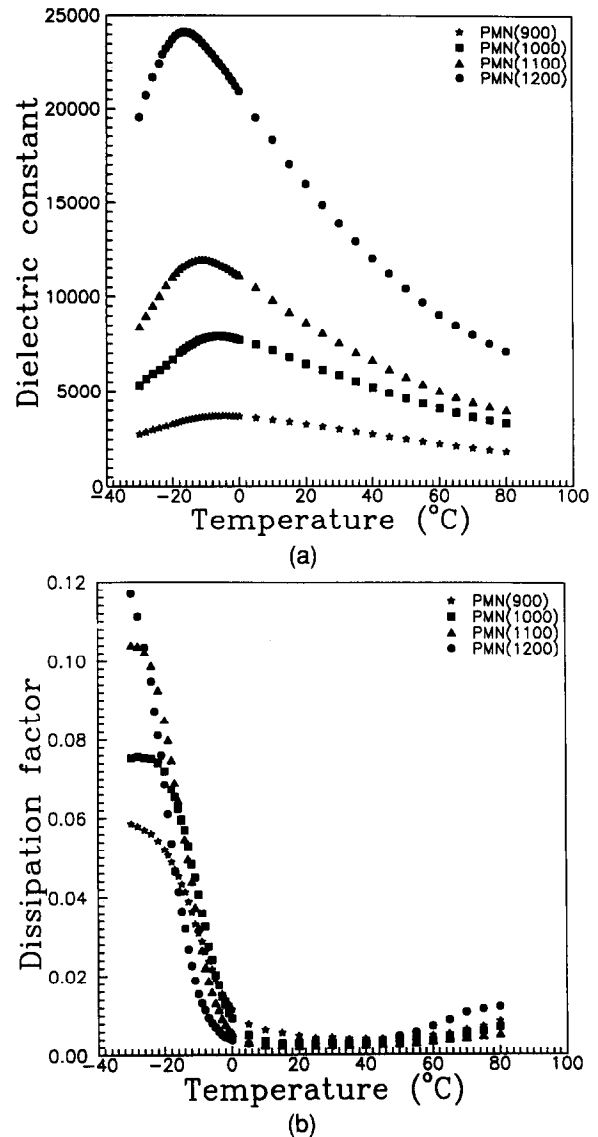 25000
20000
15000
10000
5000
0
Dielectric constant
PMN(900)
PMN(1000)
PMN(1100)
PMN(1200)
−40 −20 0 20 40 60 80 100
Temperature (°C)
(a)
0.12
0.10
0.08
0.06
0.04
0.02
0.00
Dissipation factor
PMN(900)
PMN(1000)
PMN(1100)
PMN(1200)
−40 −20 0 20 40 60 80 100
Temperature (°C)
(b)